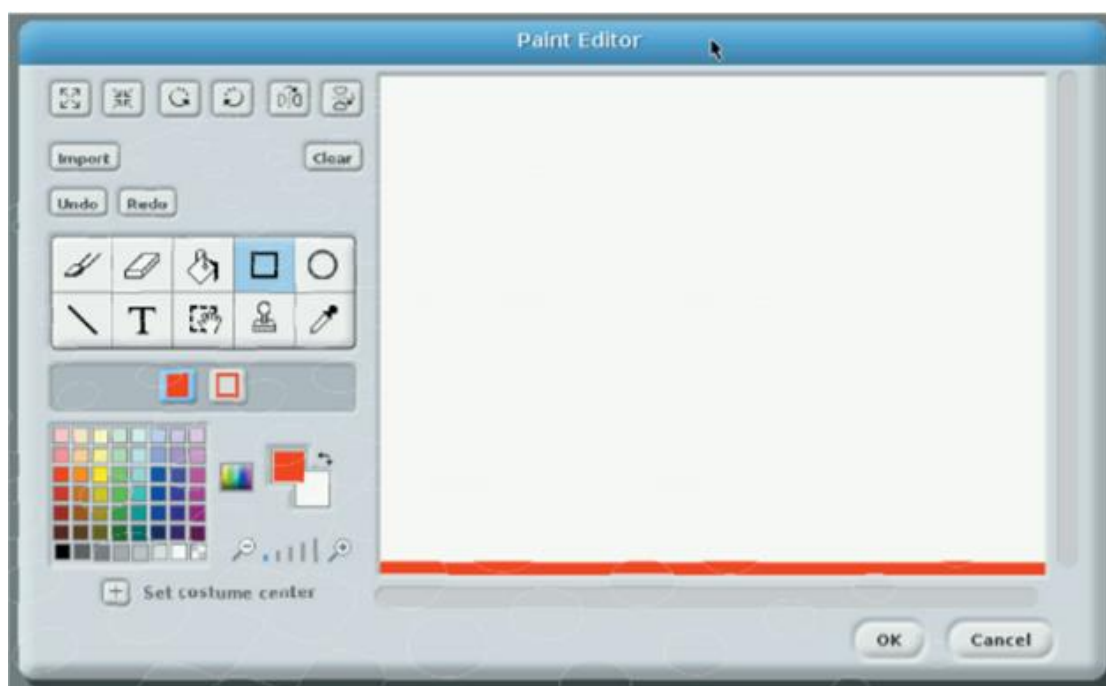 Paint Editor
Import
Clear
Undo
Redo
T
Set costume center
OK
Cancel